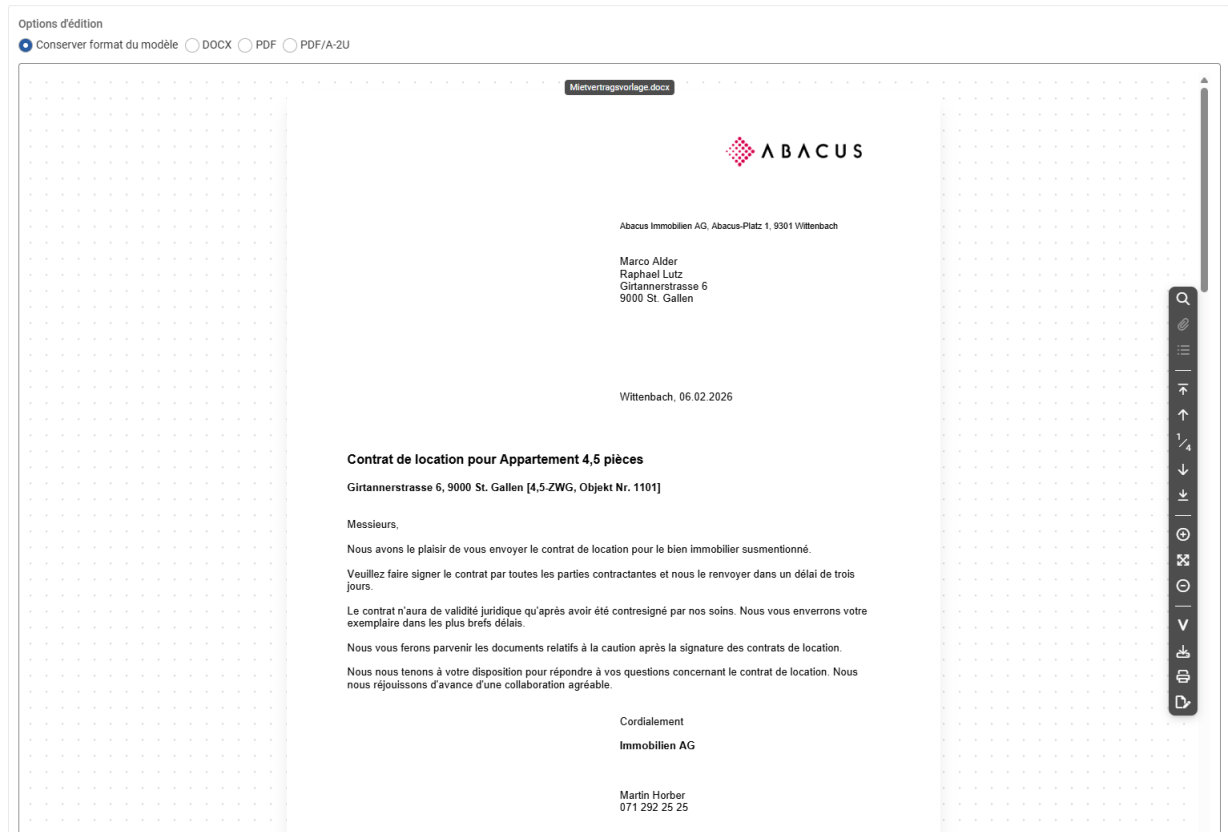 Options d'édition
Conserver format du modèle DOCX PDF PDF/A-2U
Mietvertragsvorlage.docx
ABACUS
Abacus Immobilien AG, Abacus-Platz 1, 9301 Wittenbach
Marco Alder
Raphael Lutz
Girtannerstrasse 6
9000 St. Gallen
Wittenbach, 06.02.2026
1/4
Contrat de location pour Appartement 4,5 pièces
Girtannerstrasse 6, 9000 St. Gallen [4,5-ZWG, Objekt Nr. 1101]
Messieurs,
Nous avons le plaisir de vous envoyer le contrat de location pour le bien immobilier susmentionné.
Veuillez faire signer le contrat par toutes les parties contractantes et nous le renvoyer dans un délai de trois
jours.
Le contrat n'aura de validité juridique qu'après avoir été contresigné par nos soins. Nous vous enverrons votre
exemplaire dans les plus brefs délais.
Nous vous ferons parvenir les documents relatifs à la caution après la signature des contrats de location.
Nous nous tenons à votre disposition pour répondre à vos questions concernant le contrat de location. Nous
nous réjouissons d'avance d'une collaboration agréable.
Cordialement
Immobilien AG
Martin Horber
071 292 25 25